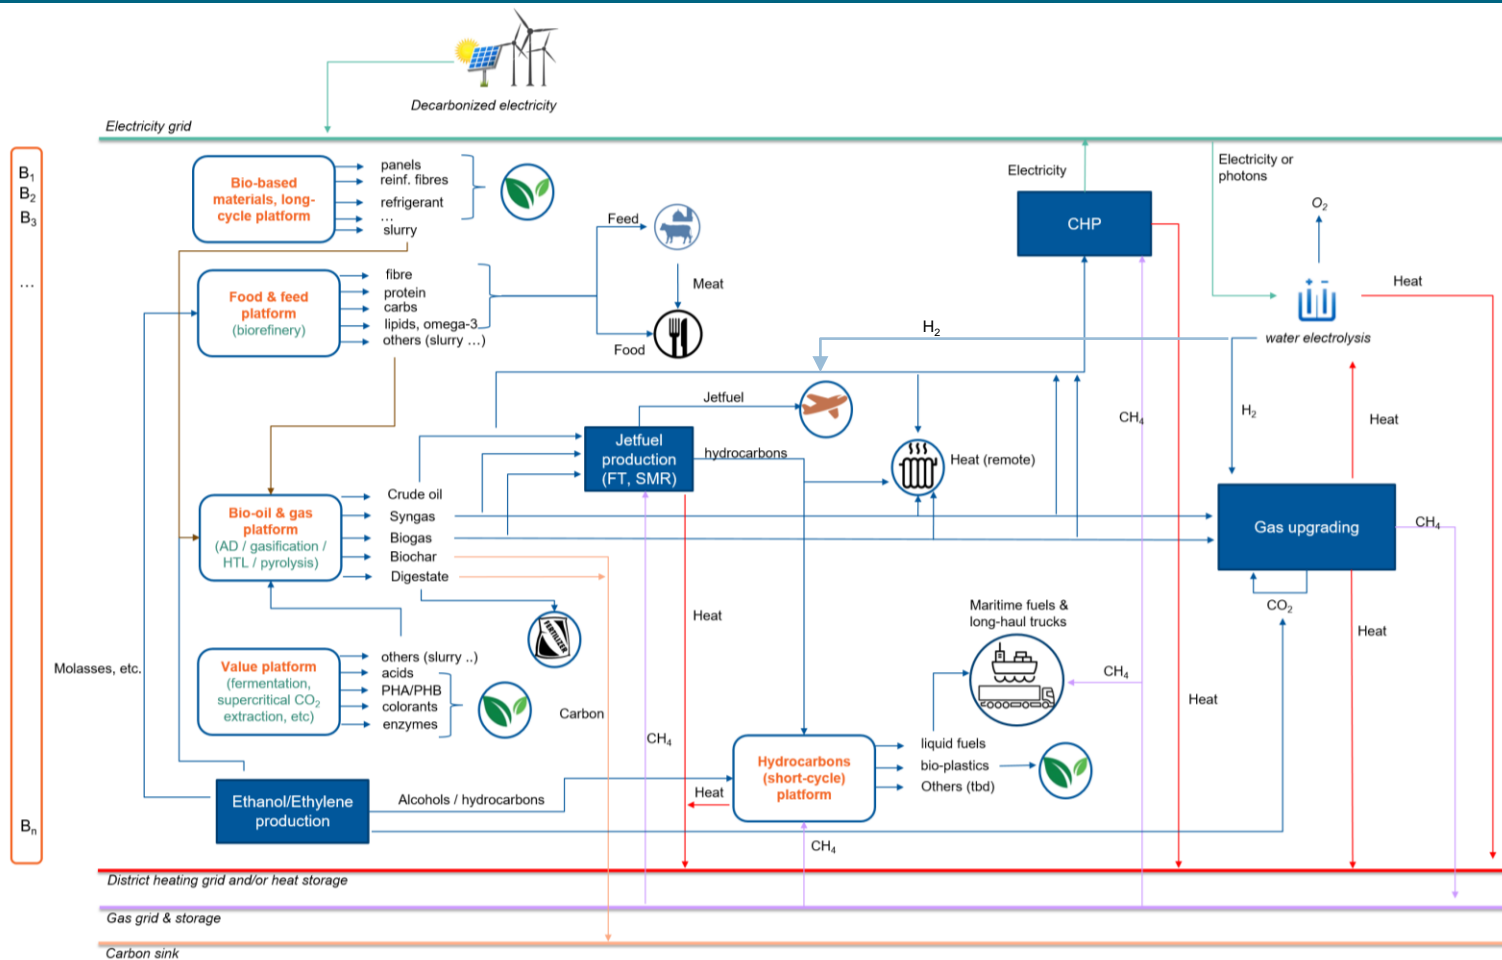 Decarbonized electricity
Electricity grid
B1
B2
B3
...
Bn
Bio-based
materials, long-
cycle platform
panels
reinf. fibres
refrigerant
...
slurry
Electricity
CHP
Electricity or
photons
O2
Heat
water electrolysis
Food & feed
platform
(biorefinery)
fibre
protein
carbs
lipids, omega-3
others (slurry ...)
Feed
Meat
Food
H2
H2
Heat
CH4
Jetfuel
Jetfuel
production
(FT, SMR)
hydrocarbons
Heat (remote)
Bio-oil & gas
platform
(AD / gasification /
HTL / pyrolysis)
Crude oil
Syngas
Biogas
Biochar
Digestate
FERTILIZER
Gas upgrading
CH4
CO2
Heat
Heat
Heat
Maritime fuels &
long-haul trucks
CH4
Molasses, etc.
Value platform
(fermentation,
supercritical CO2
extraction, etc)
others (slurry ..)
acids
PHA/PHB
colorants
enzymes
Carbon
CH4
Hydrocarbons
(short-cycle)
platform
liquid fuels
bio-plastics
Others (tbd)
Heat
Ethanol/Ethylene
production
Alcohols / hydrocarbons
CH4
District heating grid and/or heat storage
Gas grid & storage
Carbon sink